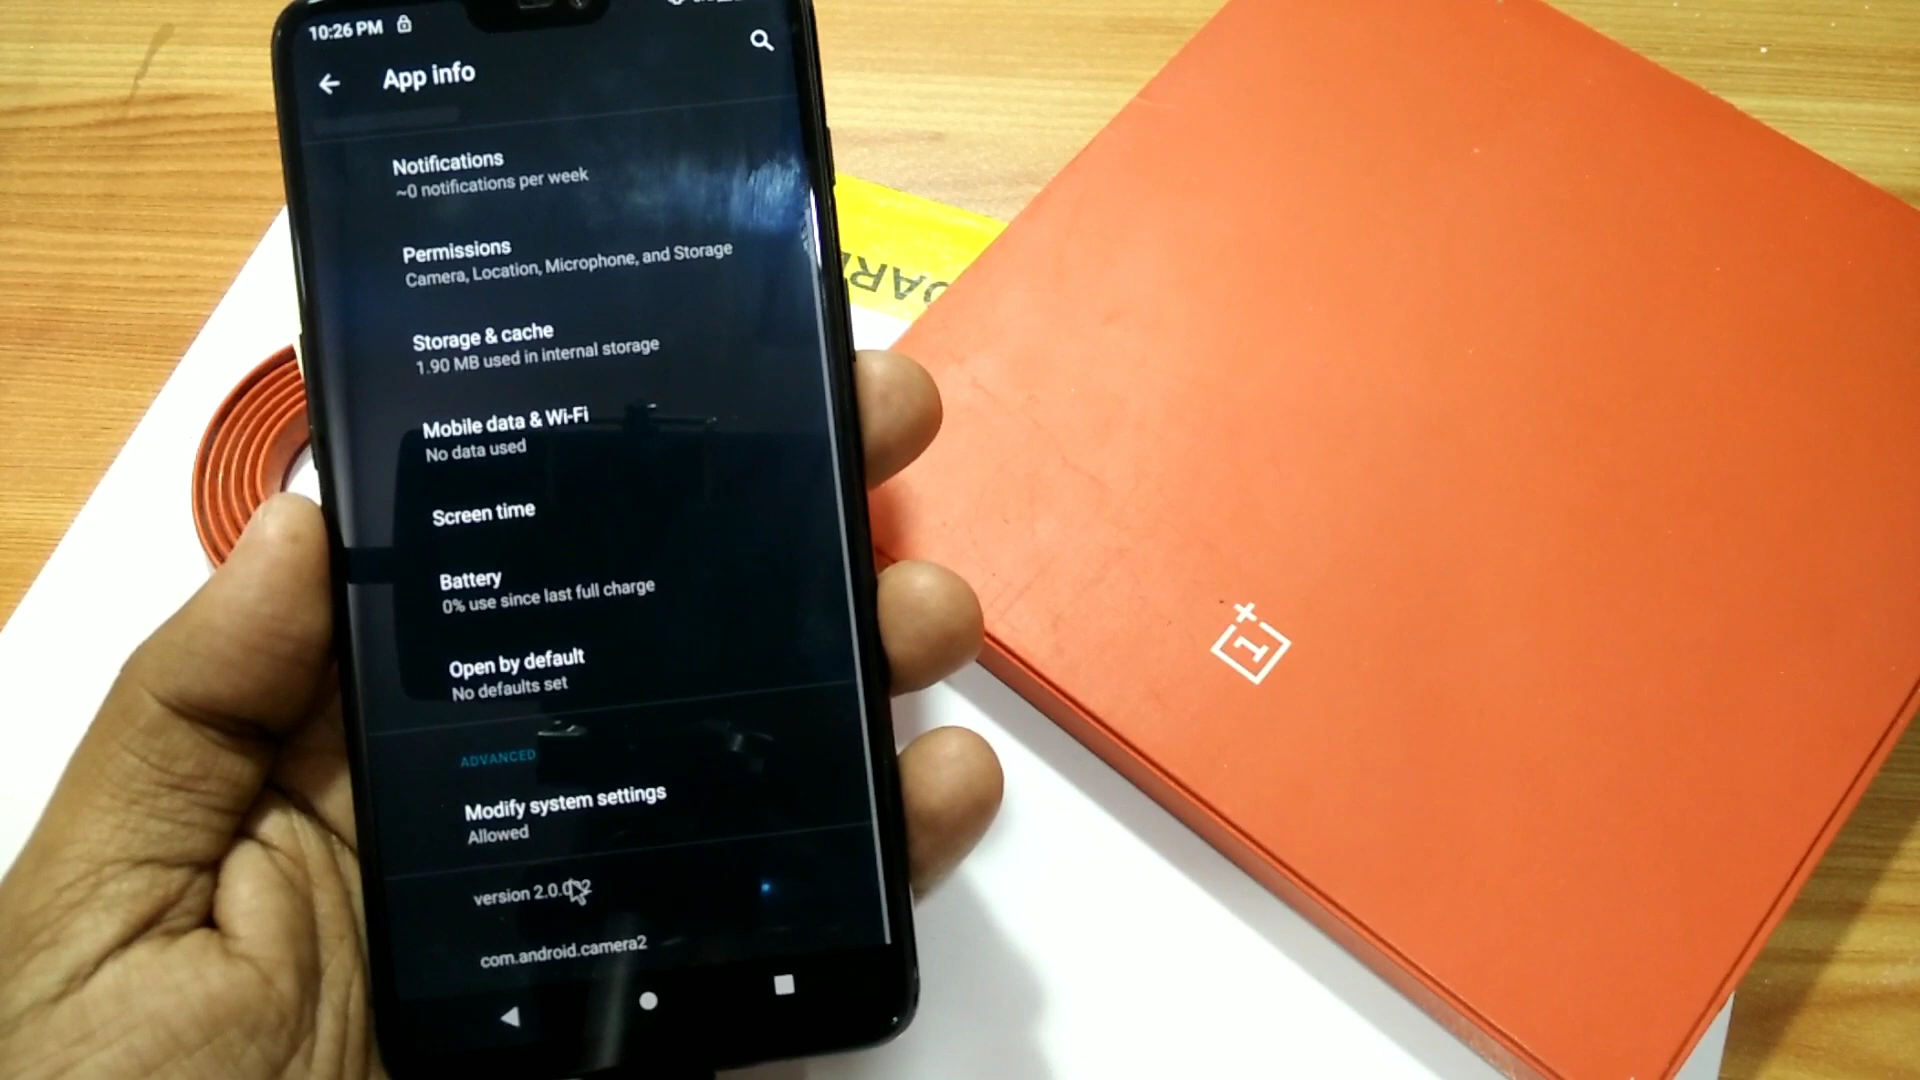 10:26 PM
App info
Notifications
~0 notifications per week
Permissions
Camera, Location, Microphone, and Storage
Storage & cache
1.90 MB used in internal storage
Mobile data & Wi-Fi
No data used
Screen time
Battery
0% use since last full charge
Open by default
No defaults set
ADVANCED
Modify system settings
Allowed
version
com.android.camera2
1+